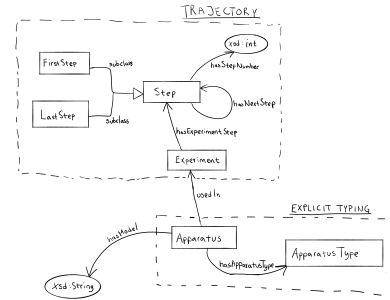 TRAJECTORY
xsd:int
FirstStep
subclass
hasStepNumber
Step
hasNextStep
LastStep
subclass
hasExperimentStep
Experiment
usedIn
EXPLICIT TYPING
hasModel
Apparatus
ApparatusType
hasApparatusType
xsd:String